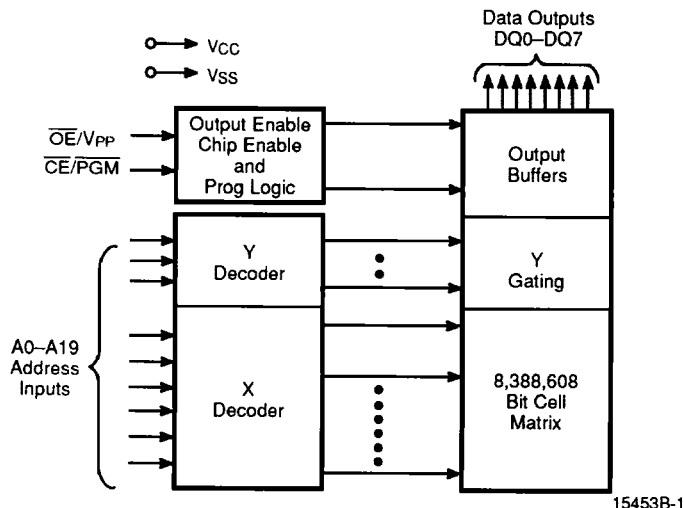 Data Outputs
DQ0–DQ7
VCC
VSS
OE/VPP
CE/PGM
Output Enable
Chip Enable
and
Prog Logic
Output
Buffers
Y
Decoder
Y
Gating
A0–A19
Address
Inputs
X
Decoder
8,388,608
Bit Cell
Matrix
15453B-1